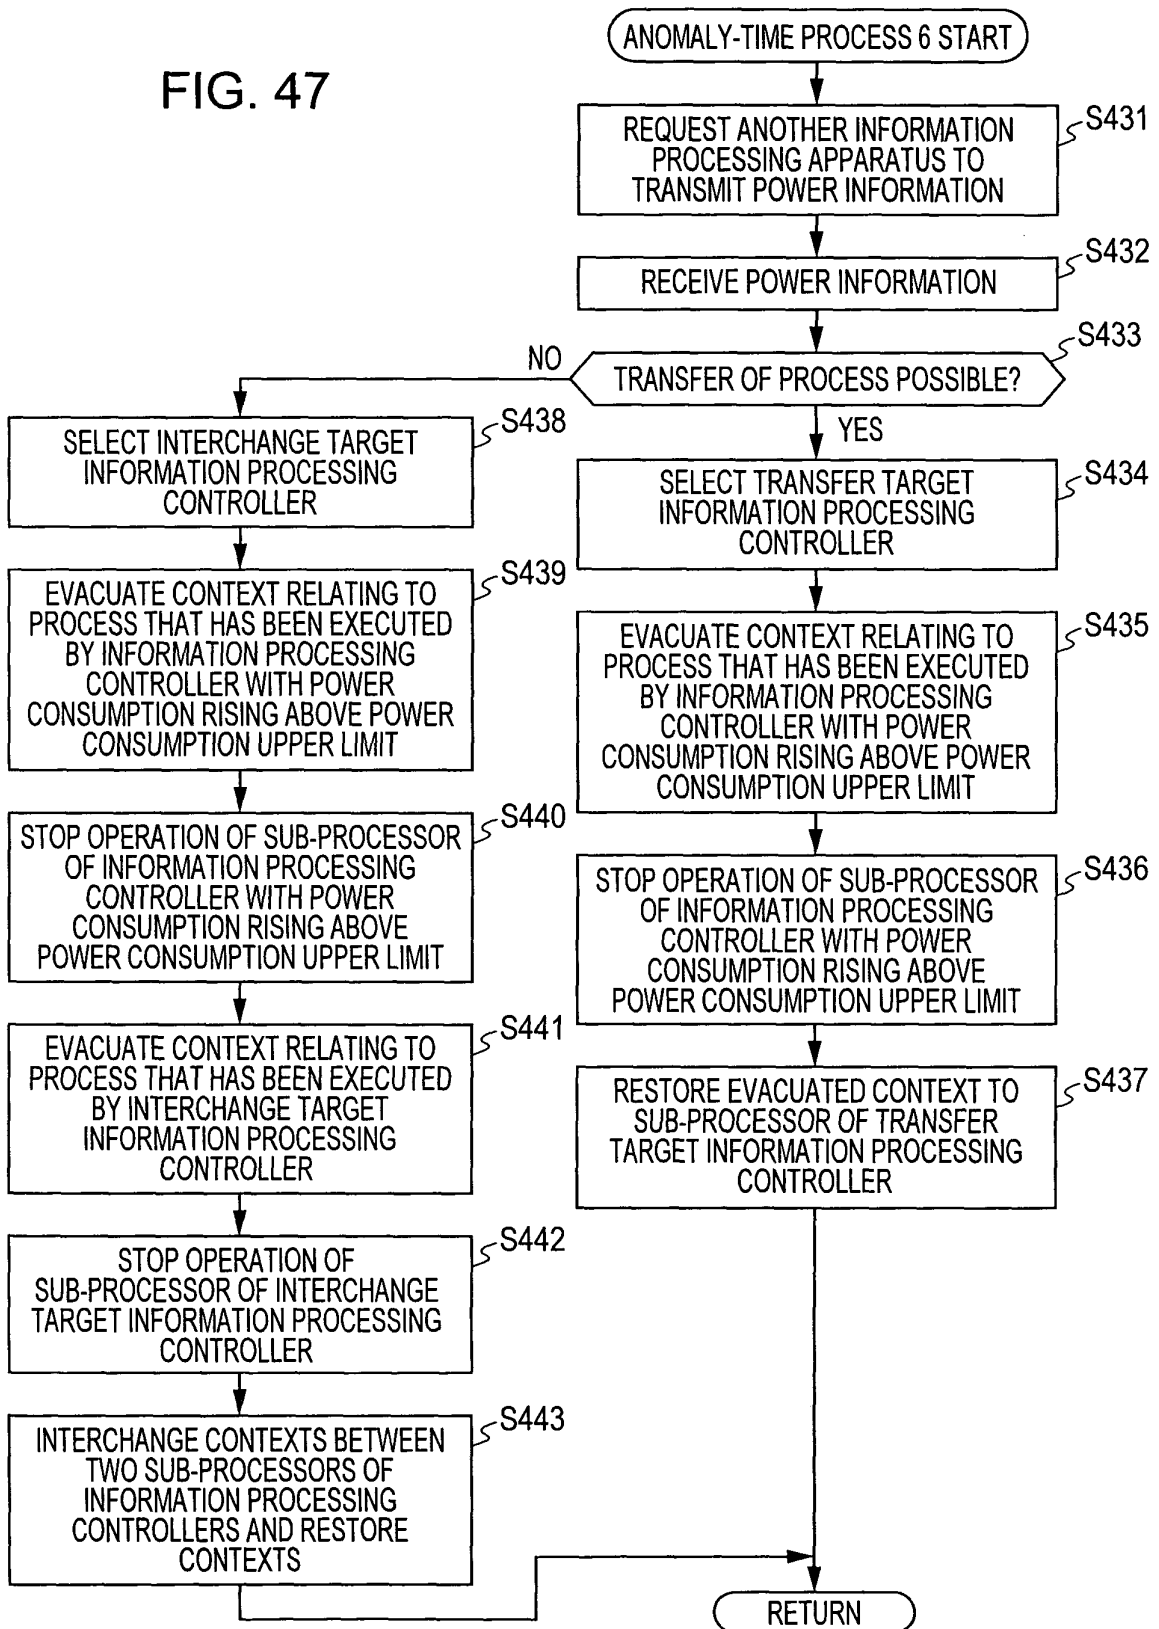 FIG. 47
ANOMALY-TIME PROCESS 6 START
S431
REQUEST ANOTHER INFORMATION
PROCESSING APPARATUS TO
TRANSMIT POWER INFORMATION
S432
RECEIVE POWER INFORMATION
S433
TRANSFER OF PROCESS POSSIBLE?
NO
YES
S434
SELECT TRANSFER TARGET
INFORMATION PROCESSING
CONTROLLER
S435
EVACUATE CONTEXT RELATING TO
PROCESS THAT HAS BEEN EXECUTED
BY INFORMATION PROCESSING
CONTROLLER WITH POWER
CONSUMPTION RISING ABOVE POWER
CONSUMPTION UPPER LIMIT
S436
STOP OPERATION OF SUB-PROCESSOR
OF INFORMATION PROCESSING
CONTROLLER WITH POWER
CONSUMPTION RISING ABOVE
POWER CONSUMPTION UPPER LIMIT
S437
RESTORE EVACUATED CONTEXT TO
SUB-PROCESSOR OF TRANSFER
TARGET INFORMATION PROCESSING
CONTROLLER
S438
SELECT INTERCHANGE TARGET
INFORMATION PROCESSING
CONTROLLER
S439
EVACUATE CONTEXT RELATING TO
PROCESS THAT HAS BEEN EXECUTED
BY INFORMATION PROCESSING
CONTROLLER WITH POWER
CONSUMPTION RISING ABOVE POWER
CONSUMPTION UPPER LIMIT
S440
STOP OPERATION OF SUB-PROCESSOR
OF INFORMATION PROCESSING
CONTROLLER WITH POWER
CONSUMPTION RISING ABOVE
POWER CONSUMPTION UPPER LIMIT
S441
EVACUATE CONTEXT RELATING TO
PROCESS THAT HAS BEEN EXECUTED
BY INTERCHANGE TARGET
INFORMATION PROCESSING
CONTROLLER
S442
STOP OPERATION OF
SUB-PROCESSOR OF INTERCHANGE
TARGET INFORMATION PROCESSING
CONTROLLER
S443
INTERCHANGE CONTEXTS BETWEEN
TWO SUB-PROCESSORS OF
INFORMATION PROCESSING
CONTROLLERS AND RESTORE
CONTEXTS
RETURN